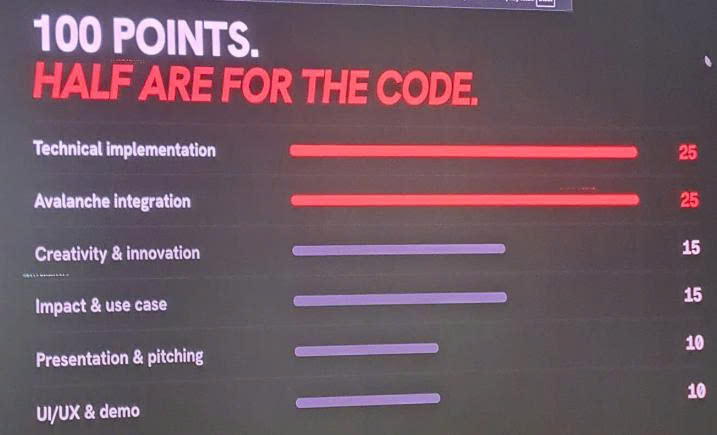 100 POINTS.
HALF ARE FOR THE CODE.
Technical implementation 25
Avalanche integration 25
Creativity & innovation 15
Impact & use case 15
Presentation & pitching 10
UI/UX & demo 10